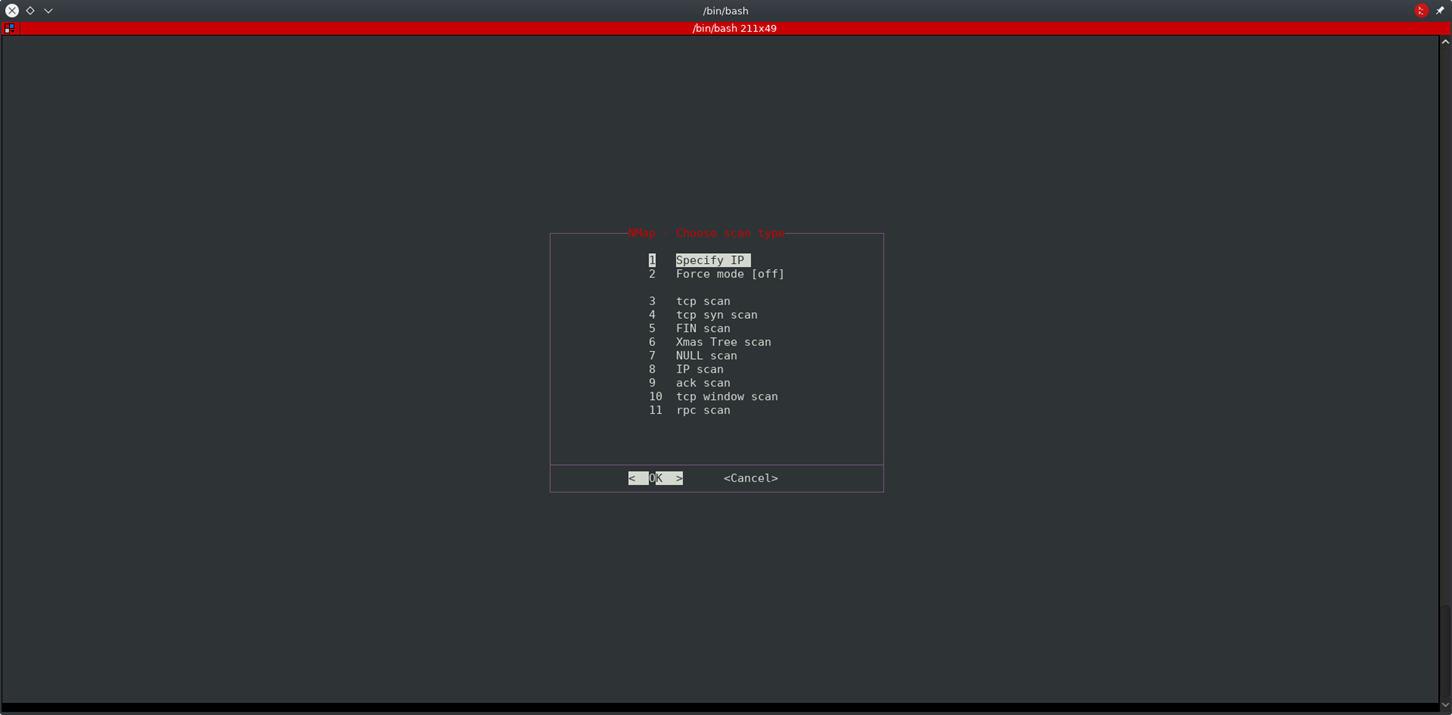 /bin/bash
/bin/bash 211x49
NMap - Choose scan type
1 Specify IP
2 Force mode [off]
3 tcp scan
4 tcp syn scan
5 FIN scan
6 Xmas Tree scan
7 NULL scan
8 IP scan
9 ack scan
10 tcp window scan
11 rpc scan
< OK > <Cancel>